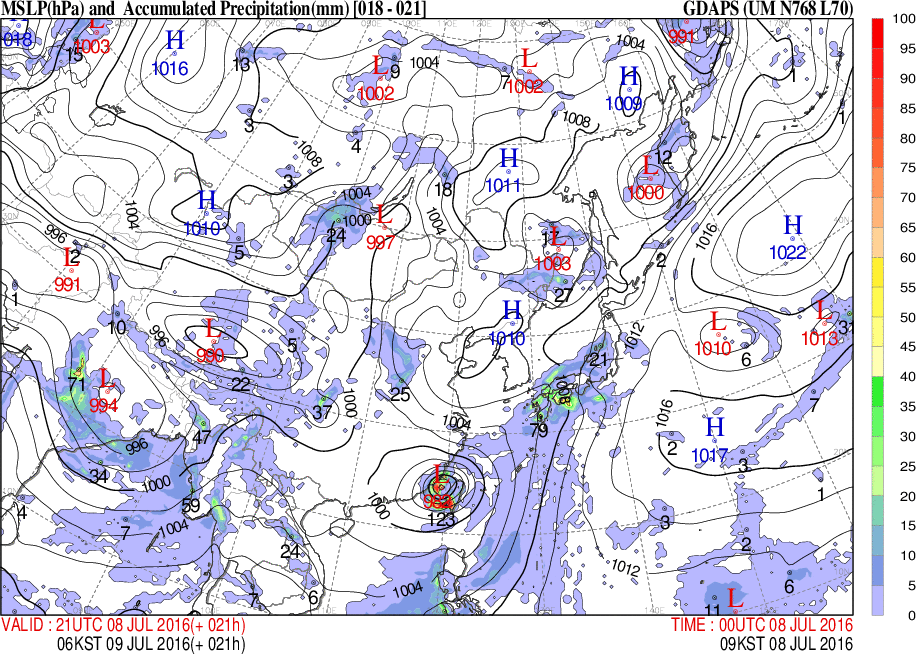 MSLP(hPa) and Accumulated Precipitation(mm) [018 - 021] GDAPS (UM N768 L70)
018 1003 15 H 1016 13 L 1002 9 1004 L 1002 7 1004 H 1009 991 1 100
95
90
85
80
75
70
65
60
55
50
45
40
35
30
25
20
15
10
5
0
3 4 1008 1 12 L 1000
1008 3 18 H 1011
1004 H 1010 5 1004 1000 24 L 997 1004 1016 H 1022
996 2 L 991 L 1003 27 2
1 10 996 L 990 5 H 1010 1012 L 1010 6 L 1013 31
71 L 994 22 37 1000 25 21 1008 79 1016 7
47 1004 H 1017 2 3
996 34 1000 59 1000 L 123 1
4 7 1004 24 3 2
7 6 1004 1012 6 11 L
VALID : 21UTC 08 JUL 2016(+ 021h) TIME : 00UTC 08 JUL 2016
06KST 09 JUL 2016(+ 021h) 09KST 08 JUL 2016